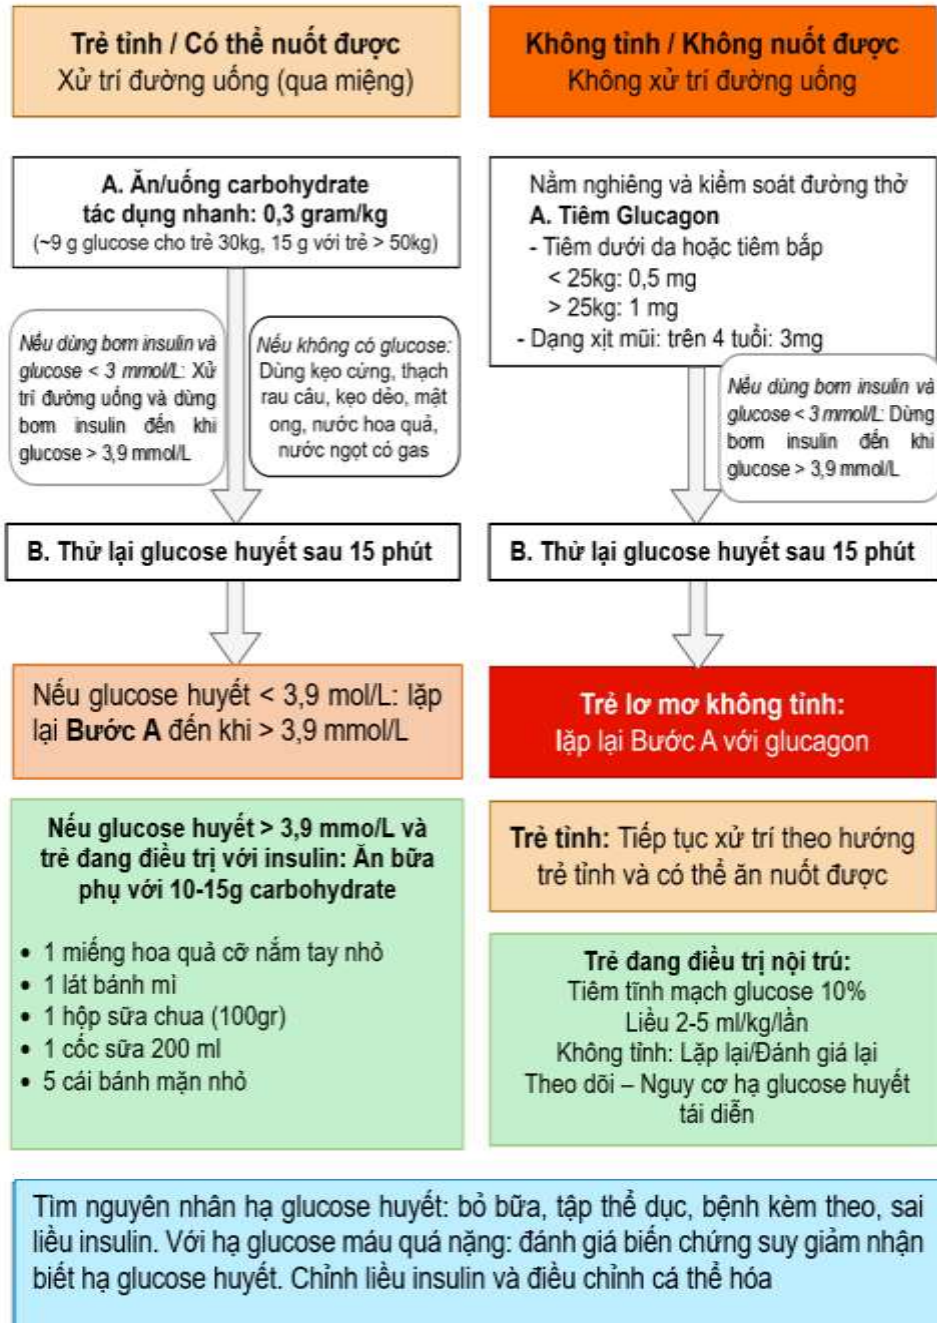 Trẻ tỉnh / Có thể nuốt được
Xử trí đường uống (qua miệng)
A. Ăn/uống carbohydrate
tác dụng nhanh: 0,3 gram/kg
(~9 g glucose cho trẻ 30kg, 15 g với trẻ > 50kg)
Nếu dùng bơm insulin và
glucose < 3 mmol/L: Xử
trí đường uống và dừng
bơm insulin đến khi
glucose > 3,9 mmol/L
Nếu không có glucose:
Dùng kẹo cứng, thạch
rau câu, kẹo dẻo, mật
ong, nước hoa quả,
nước ngọt có gas
B. Thử lại glucose huyết sau 15 phút
Nếu glucose huyết < 3,9 mol/L: lặp
lại Bước A đến khi > 3,9 mmol/L
Nếu glucose huyết > 3,9 mmo/L và
trẻ đang điều trị với insulin: Ăn bữa
phụ với 10-15g carbohydrate
• 1 miếng hoa quả cỡ nắm tay nhỏ
• 1 lát bánh mì
• 1 hộp sữa chua (100gr)
• 1 cốc sữa 200 ml
• 5 cái bánh mặn nhỏ
Không tỉnh / Không nuốt được
Không xử trí đường uống
Nằm nghiêng và kiểm soát đường thở
A. Tiêm Glucagon
- Tiêm dưới da hoặc tiêm bắp
< 25kg: 0,5 mg
> 25kg: 1 mg
- Dạng xịt mũi: trên 4 tuổi: 3mg
Nếu dùng bơm insulin và
glucose < 3 mmol/L: Dừng
bơm insulin đến khi
glucose > 3,9 mmol/L
B. Thử lại glucose huyết sau 15 phút
Trẻ lơ mơ không tỉnh:
lặp lại Bước A với glucagon
Trẻ tỉnh: Tiếp tục xử trí theo hướng
trẻ tỉnh và có thể ăn nuốt được
Trẻ đang điều trị nội trú:
Tiêm tĩnh mạch glucose 10%
Liều 2-5 ml/kg/lần
Không tỉnh: Lặp lại/Đánh giá lại
Theo dõi – Nguy cơ hạ glucose huyết
tái diễn
Tìm nguyên nhân hạ glucose huyết: bỏ bữa, tập thể dục, bệnh kèm theo, sai
liều insulin. Với hạ glucose máu quá nặng: đánh giá biến chứng suy giảm nhận
biết hạ glucose huyết. Chỉnh liều insulin và điều chỉnh cá thể hóa